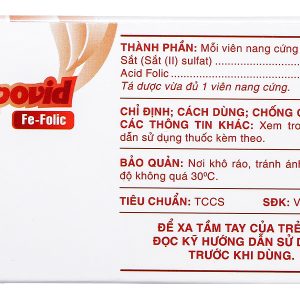 ovid
Fe-Folic
THÀNH PHẦN: Mỗi viên nang cứng
Sắt (Sắt (II) sulfat)
Acid Folic
Tá dược vừa đủ 1 viên nang cứng.
CHỈ ĐỊNH; CÁCH DÙNG; CHỐNG C
CÁC THÔNG TIN KHÁC: Xem tro
dẫn sử dụng thuốc kèm theo.
BẢO QUẢN: Nơi khô ráo, tránh ánh
độ không quá 30ºC.
TIÊU CHUẨN: TCCS SĐK: V
ĐỂ XA TẦM TAY CỦA TRẺ
ĐỌC KỸ HƯỚNG DẪN SỬ D
TRƯỚC KHI DÙNG.